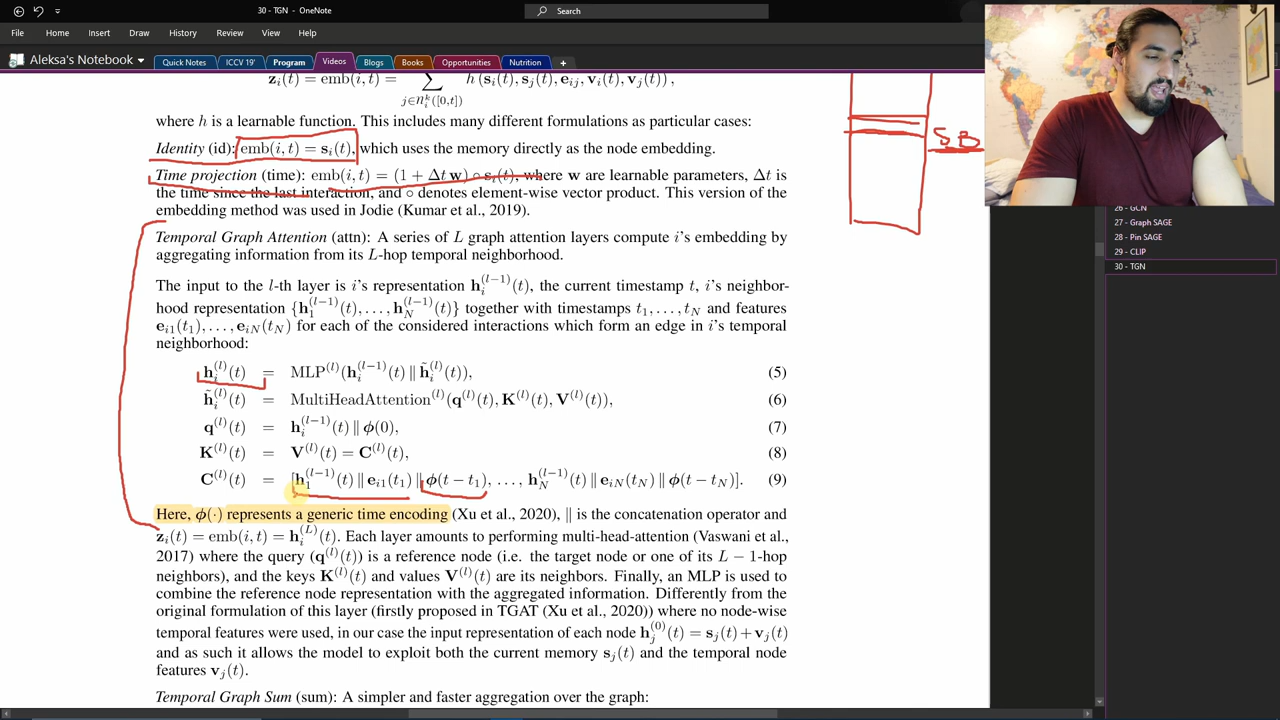 30 - TGN - OneNote
Search
File Home Insert Draw History Review View Help
Aleksa's Notebook Quick Notes ICCV 19' Program Videos Blogs Books Opportunities Nutrition +
z_i(t) = emb(i, t) = ∑_{j∈n_i^k([0,t])} h (s_i(t), s_j(t), e_ij, v_i(t), v_j(t)) ,
where h is a learnable function. This includes many different formulations as particular cases:
Identity (id): emb(i, t) = s_i(t), which uses the memory directly as the node embedding.
SB
Time projection (time): emb(i, t) = (1 + Δt w) ∘ s_i(t), where w are learnable parameters, Δt is
the time since the last interaction, and ∘ denotes element-wise vector product. This version of the
embedding method was used in Jodie (Kumar et al., 2019).
Temporal Graph Attention (attn): A series of L graph attention layers compute i's embedding by
aggregating information from its L-hop temporal neighborhood.
The input to the l-th layer is i's representation h_i^{(l−1)}(t), the current timestamp t, i's neighbor-
hood representation {h_1^{(l−1)}(t), . . . , h_N^{(l−1)}(t)} together with timestamps t_1, . . . , t_N and features
e_i1(t_1), . . . , e_iN(t_N) for each of the considered interactions which form an edge in i's temporal
neighborhood:
h_i^{(l)}(t) = MLP^{(l)}(h_i^{(l−1)}(t) ∥ h̃_i^{(l)}(t)), (5)
h̃_i^{(l)}(t) = MultiHeadAttention^{(l)}(q^{(l)}(t), K^{(l)}(t), V^{(l)}(t)), (6)
q^{(l)}(t) = h_i^{(l−1)}(t) ∥ ϕ(0), (7)
K^{(l)}(t) = V^{(l)}(t) = C^{(l)}(t), (8)
C^{(l)}(t) = [h_1^{(l−1)}(t) ∥ e_i1(t_1) ∥ ϕ(t − t_1), . . . , h_N^{(l−1)}(t) ∥ e_iN(t_N) ∥ ϕ(t − t_N)]. (9)
Here, ϕ(·) represents a generic time encoding (Xu et al., 2020), ∥ is the concatenation operator and
z_i(t) = emb(i, t) = h_i^{(L)}(t). Each layer amounts to performing multi-head-attention (Vaswani et al.,
2017) where the query (q^{(l)}(t)) is a reference node (i.e. the target node or one of its L − 1-hop
neighbors), and the keys K^{(l)}(t) and values V^{(l)}(t) are its neighbors. Finally, an MLP is used to
combine the reference node representation with the aggregated information. Differently from the
original formulation of this layer (firstly proposed in TGAT (Xu et al., 2020)) where no node-wise
temporal features were used, in our case the input representation of each node h_j^{(0)}(t) = s_j(t)+v_j(t)
and as such it allows the model to exploit both the current memory s_j(t) and the temporal node
features v_j(t).
Temporal Graph Sum (sum): A simpler and faster aggregation over the graph:
26 - GCN
27 - Graph SAGE
28 - Pin SAGE
29 - CLIP
30 - TGN